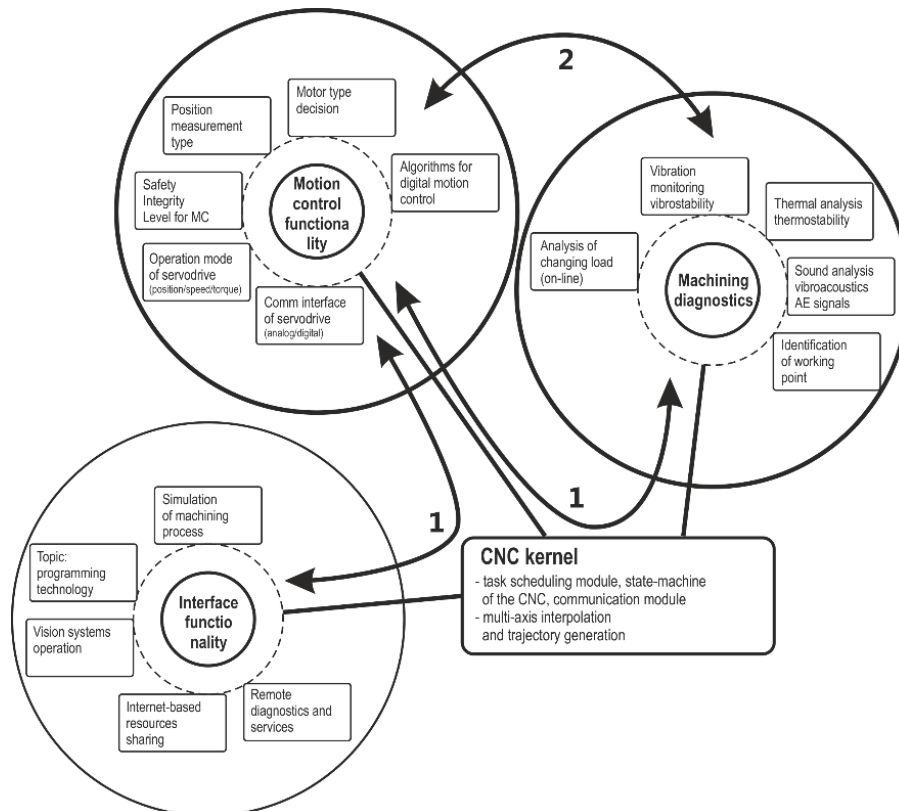 2
Motor type
decision
Position
measurement
type
Algorithms for
digital motion
control
Safety
Integrity
Level for MC
Motion
control
functiona
lity
Operation mode
of servodrive
(position/speed/torque)
Comm interface
of servodrive
(analog/digital)
Vibration
monitoring
vibrostability
Thermal analysis
thermostability
Analysis of
changing load
(on-line)
Machining
diagnostics
Sound analysis
vibroacoustics
AE signals
Identification
of working
point
1
1
Simulation
of machining
process
Topic:
programming
technology
Interface
functio
nality
Vision systems
operation
Internet-based
resources
sharing
Remote
diagnostics and
services
CNC kernel
- task scheduling module, state-machine
of the CNC, communication module
- multi-axis interpolation
and trajectory generation